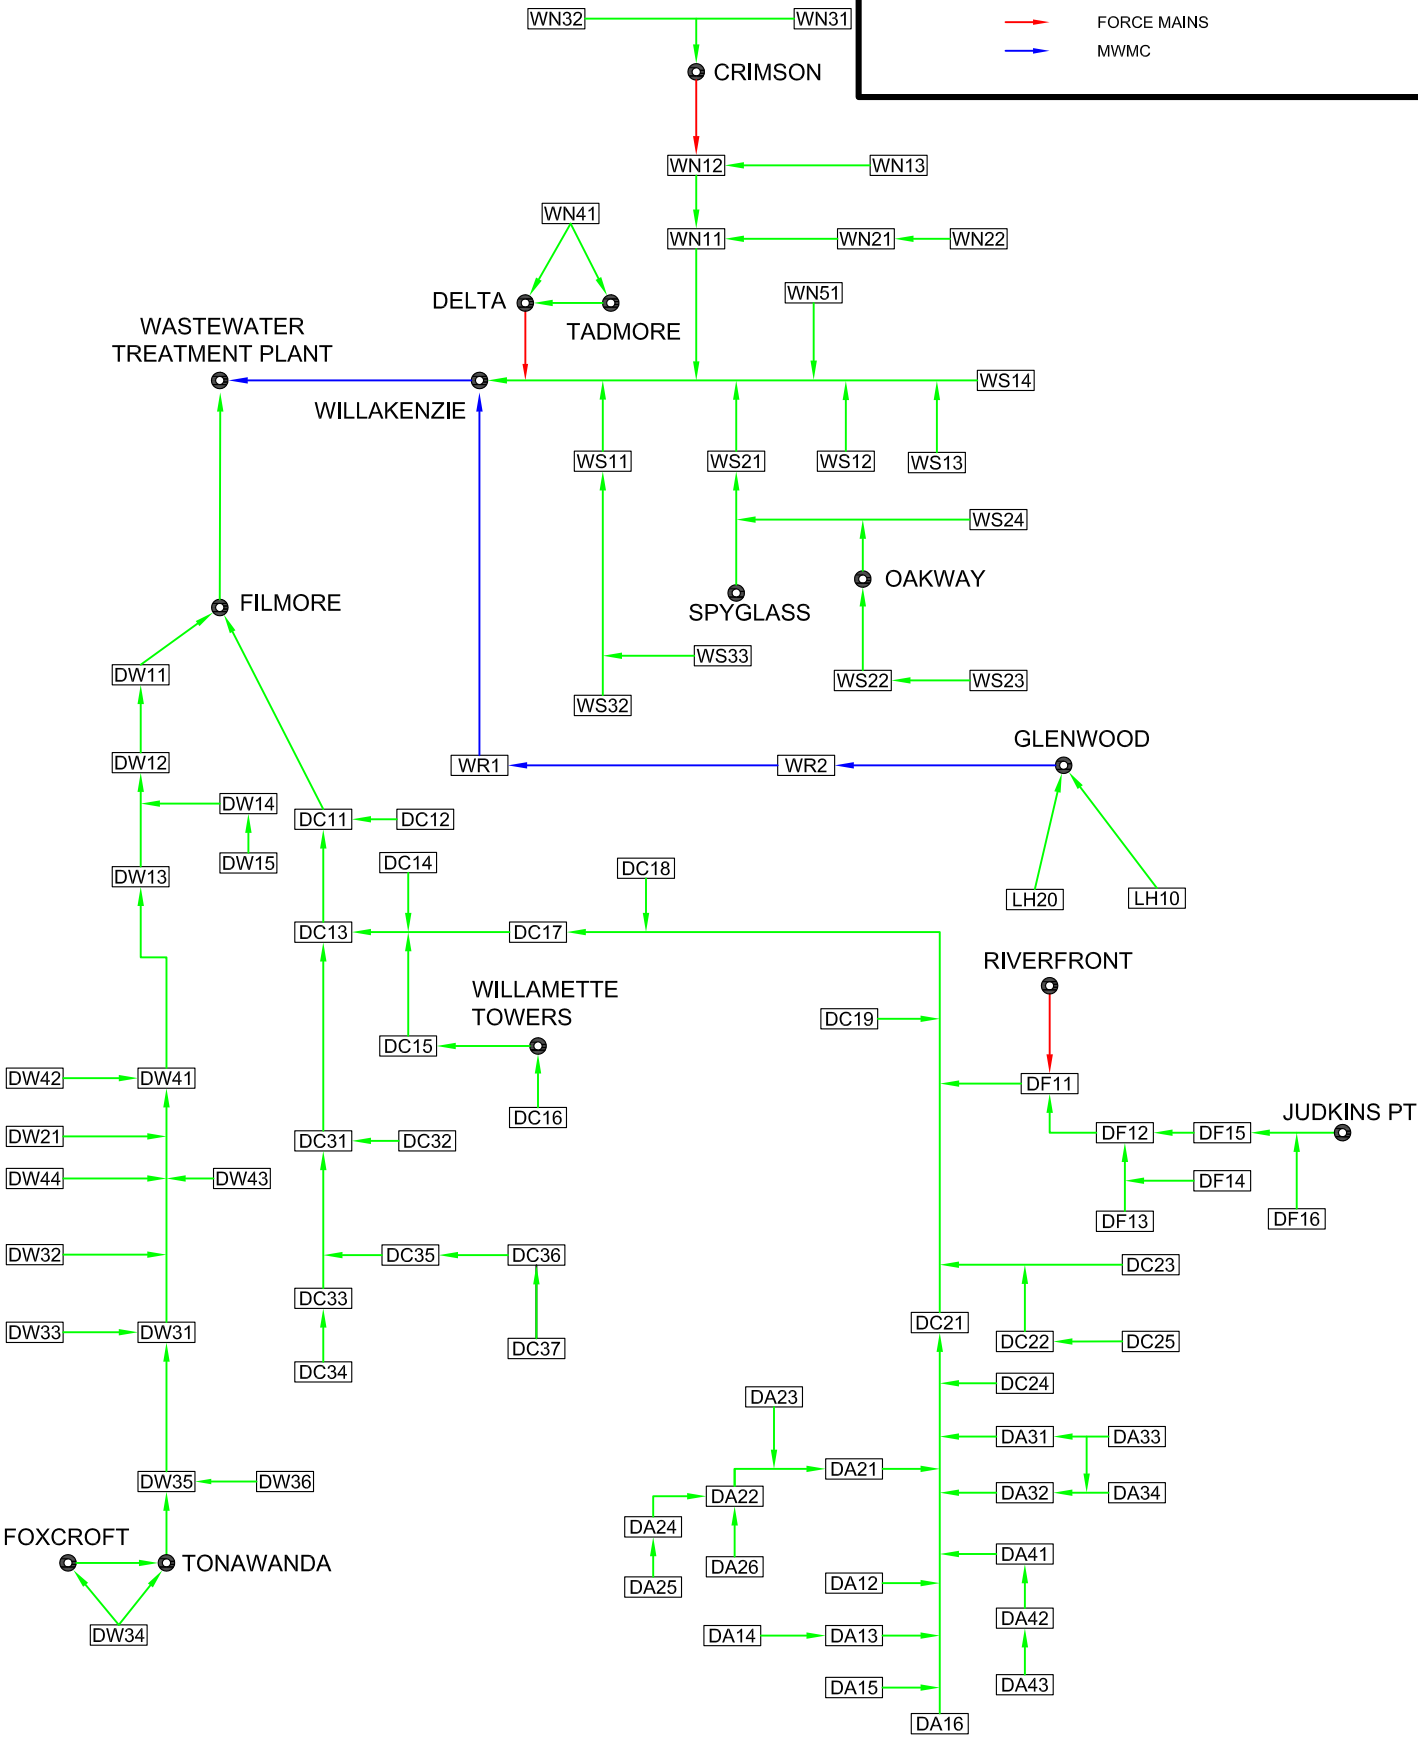 WN32
WN31
FORCE MAINS
MWMC
CRIMSON
WN12
WN13
WN41
WN11
WN21
WN22
DELTA
WN51
TADMORE
WASTEWATER
TREATMENT PLANT
WS14
WILLAKENZIE
WS11
WS21
WS12
WS13
WS24
OAKWAY
SPYGLASS
FILMORE
WS33
DW11
WS22
WS23
WS32
GLENWOOD
DW12
WR1
WR2
DW14
DC11
DC12
DW15
DC14
DC18
DW13
LH20
LH10
DC13
DC17
RIVERFRONT
WILLAMETTE
TOWERS
DC19
DC15
DW42
DW41
DF11
DC16
JUDKINS PT
DW21
DC31
DC32
DF12
DF15
DW44
DW43
DF14
DF13
DF16
DW32
DC35
DC36
DC23
DC33
DC21
DW33
DW31
DC37
DC22
DC25
DC34
DC24
DA23
DA31
DA33
DA21
DW35
DW36
DA22
DA32
DA34
DA24
FOXCROFT
TONAWANDA
DA26
DA41
DA25
DA12
DW34
DA14
DA13
DA42
DA15
DA43
DA16